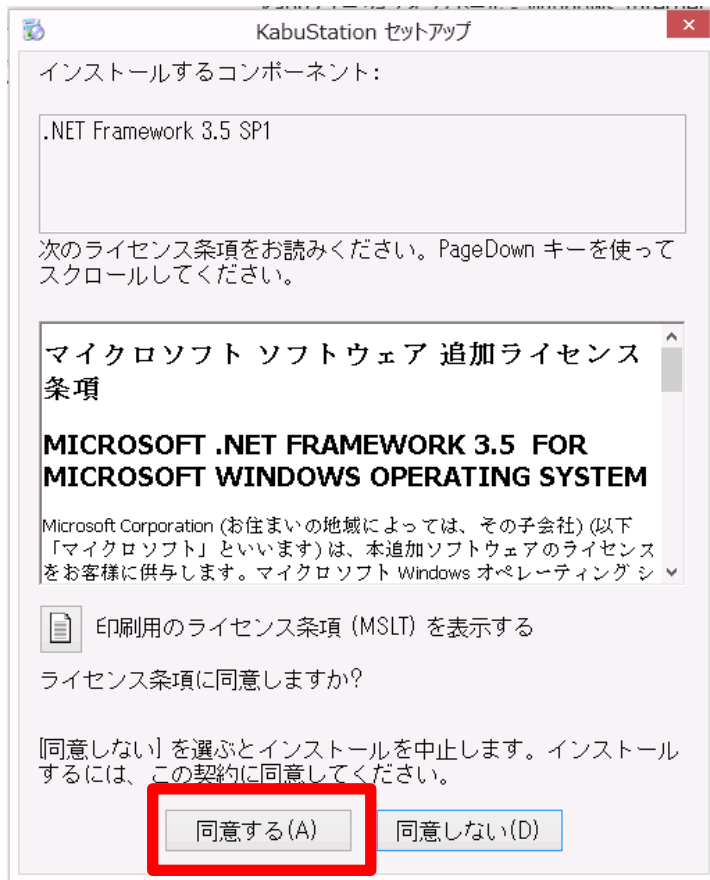 KabuStation セットアップ
インストールするコンポーネント:
.NET Framework 3.5 SP1
次のライセンス条項をお読みください。PageDown キーを使って
スクロールしてください。
マイクロソフト ソフトウェア 追加ライセンス
条項
MICROSOFT .NET FRAMEWORK 3.5 FOR
MICROSOFT WINDOWS OPERATING SYSTEM
Microsoft Corporation (お住まいの地域によっては、その子会社) (以下
「マイクロソフト」といいます) は、本追加ソフトウェアのライセンス
をお客様に供与します。マイクロソフト Windows オペレーティング シ
印刷用のライセンス条項 (MSLT) を表示する
ライセンス条項に同意しますか?
[同意しない] を選ぶとインストールを中止します。インストール
するには、この契約に同意してください。
同意する(A)
同意しない(D)